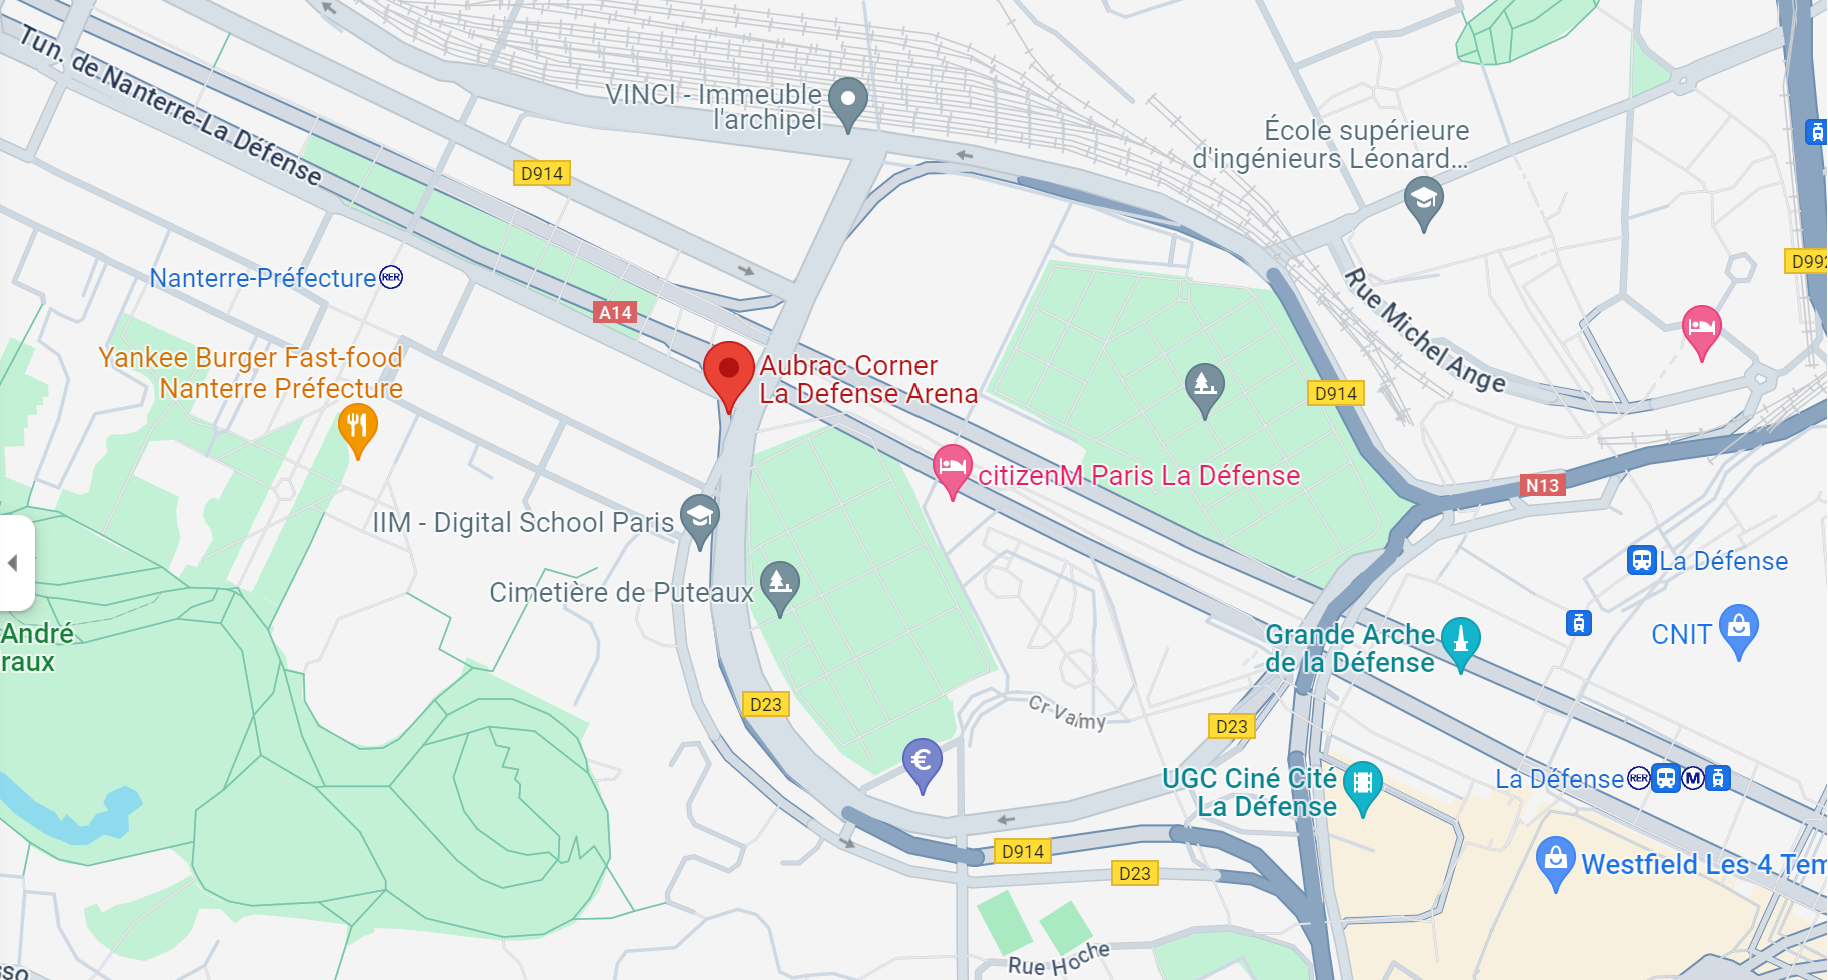 Tun. de Nanterre-La Défense
VINCI - Immeuble
l'archipel
École supérieure
d'ingénieurs Léonard...
D914
D992
Nanterre-Préfecture
RER
A14
Rue Michel Ange
Yankee Burger Fast-food
Nanterre Préfecture
Aubrac Corner
La Defense Arena
D914
citizenM Paris La Défense
N13
IIM - Digital School Paris
La Défense
Cimetière de Puteaux
André
raux
Grande Arche
de la Défense
CNIT
D23
Cr Valmy
D23
€
UGC Ciné Cité
La Défense
La Défense
RER
M
D914
D23
Westfield Les 4 Tem
Rue Hoche
sso